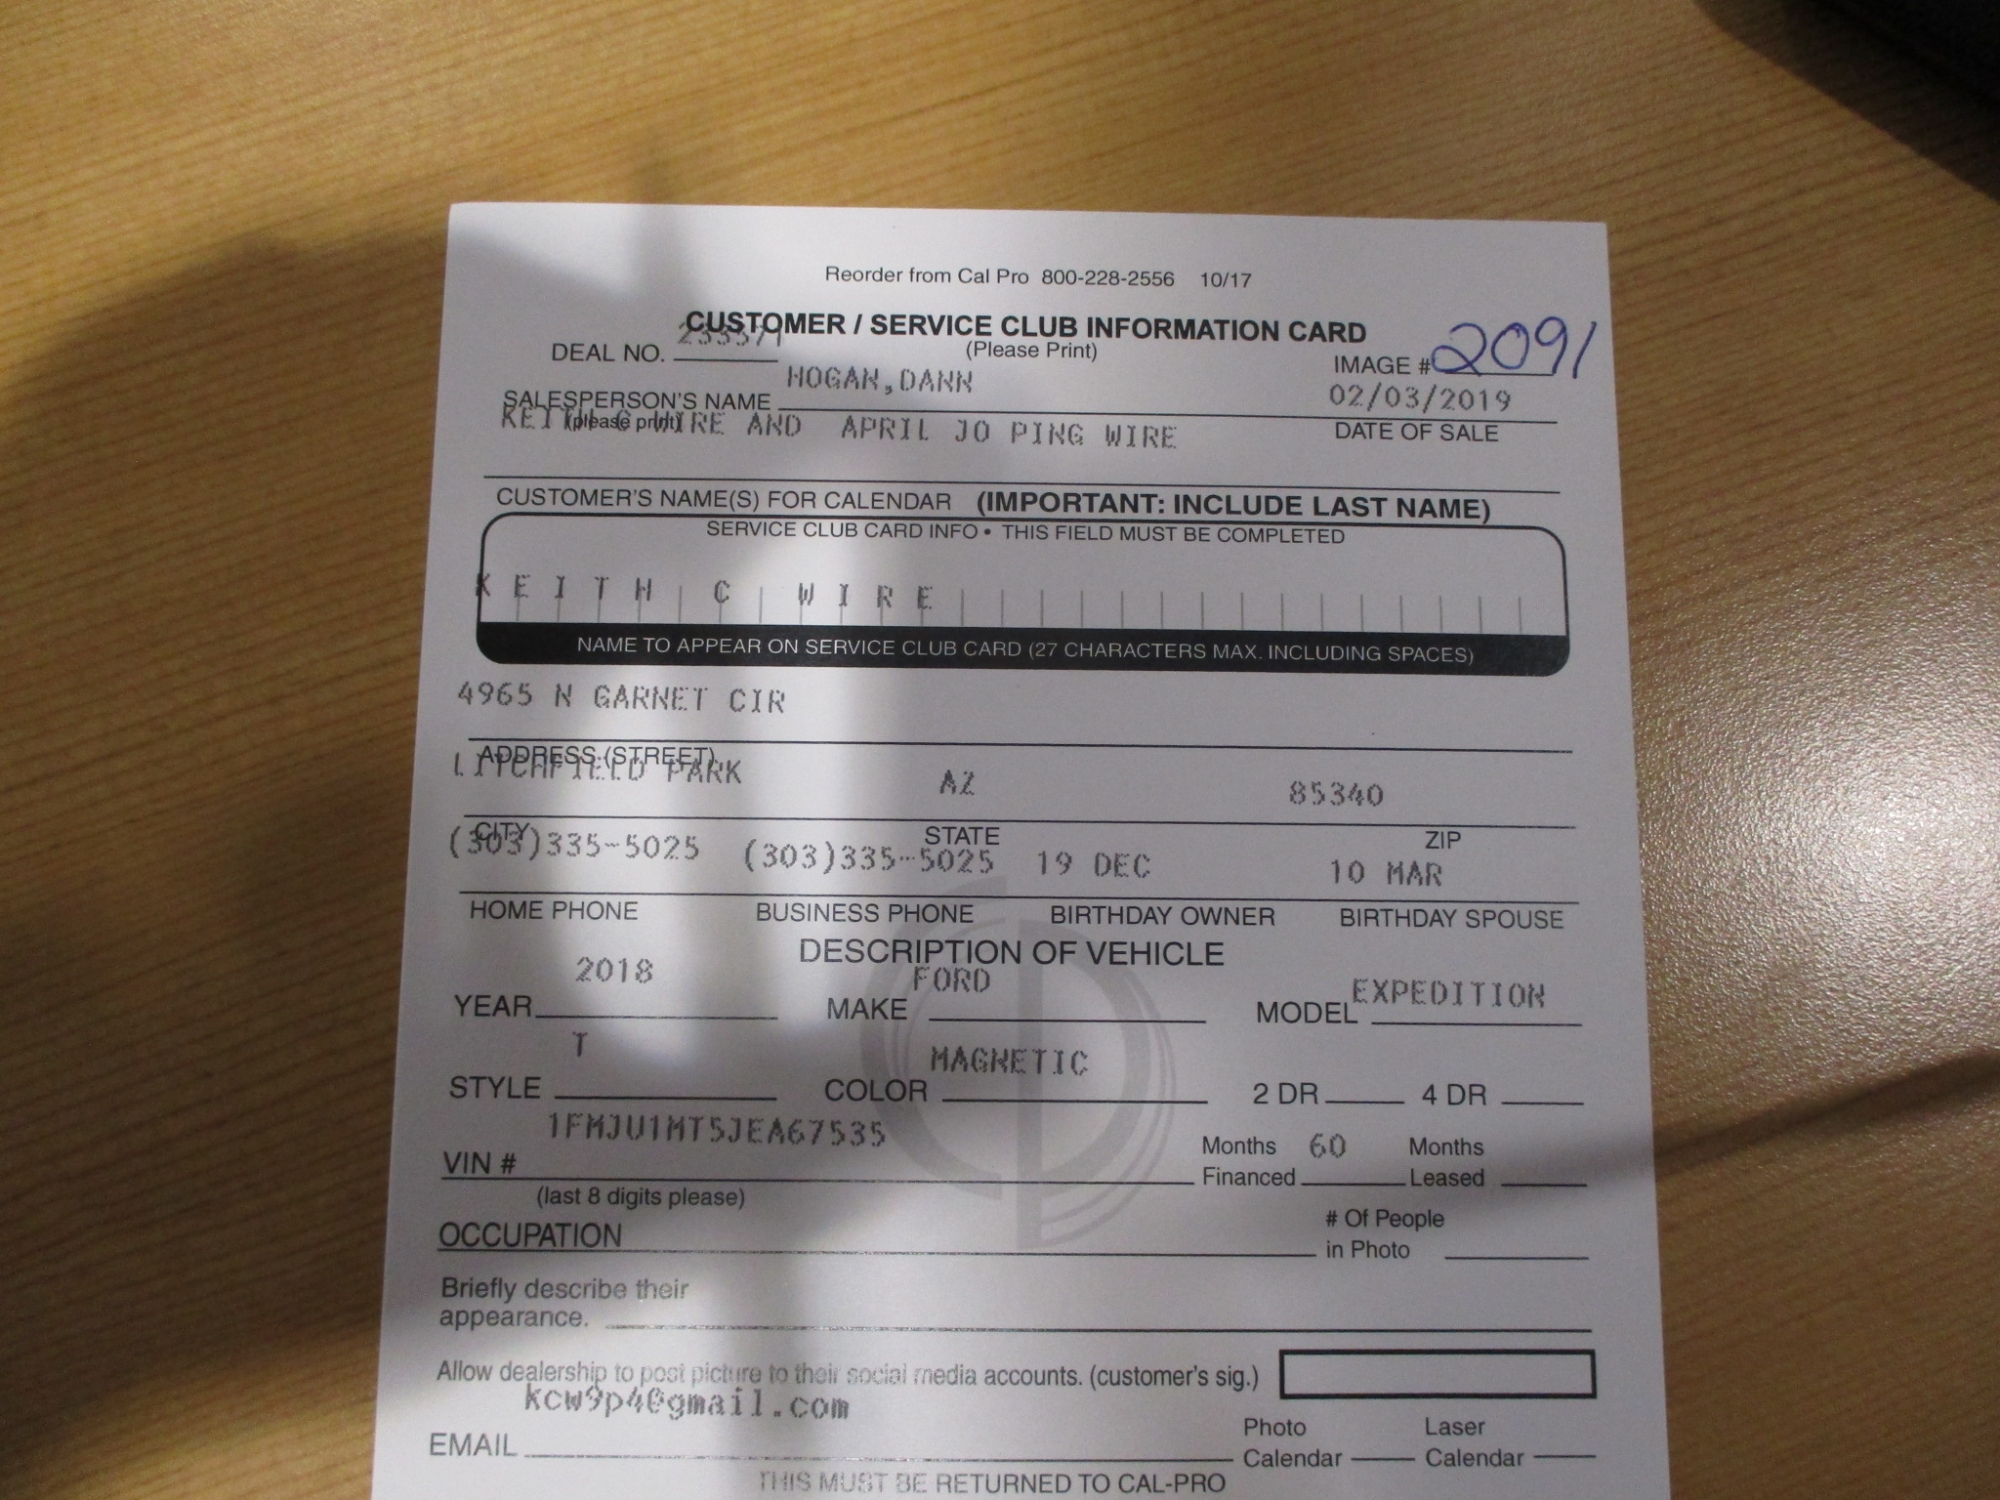 Reorder from Cal Pro 800-228-2556 10/17
CUSTOMER / SERVICE CLUB INFORMATION CARD
(Please Print)
DEAL NO. 233571
IMAGE # 2091
HOGAN,DANN
02/03/2019
SALESPERSON'S NAME
(please print)
DATE OF SALE
KEITH C WIRE AND APRIL JO PING WIRE
CUSTOMER'S NAME(S) FOR CALENDAR (IMPORTANT: INCLUDE LAST NAME)
SERVICE CLUB CARD INFO • THIS FIELD MUST BE COMPLETED
KEITH C WIRE
NAME TO APPEAR ON SERVICE CLUB CARD (27 CHARACTERS MAX. INCLUDING SPACES)
4965 N GARNET CIR
ADDRESS (STREET)
LITCHFIELD PARK AZ 85340
CITY STATE ZIP
(303)335-5025 (303)335-5025 19 DEC 10 MAR
HOME PHONE BUSINESS PHONE BIRTHDAY OWNER BIRTHDAY SPOUSE
DESCRIPTION OF VEHICLE
YEAR 2018 MAKE FORD MODEL EXPEDITION
STYLE T COLOR MAGNETIC 2 DR 4 DR
VIN # 1FMJU1MT5JEA67535
(last 8 digits please)
Months Financed 60 Months Leased
OCCUPATION
# Of People in Photo
Briefly describe their
appearance.
Allow dealership to post picture to their social media accounts. (customer's sig.)
kcw9p4@gmail.com
EMAIL
Photo Calendar Laser Calendar
THIS MUST BE RETURNED TO CAL-PRO